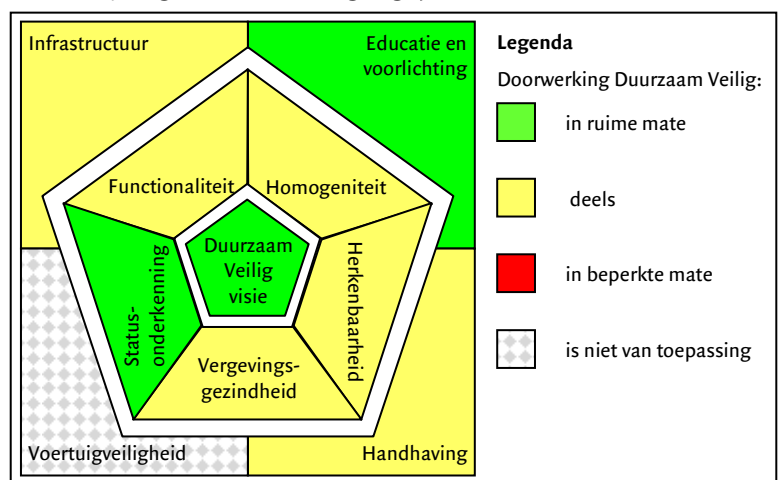 Infrastructuur
Educatie en
voorlichting
Functionaliteit
Homogeniteit
Duurzaam
Veilig
visie
Status-
onderkenning
Herkenbaarheid
Vergevings-
gezindheid
Voertuigveiligheid
Handhaving
Legenda
Doorwerking Duurzaam Veilig:
in ruime mate
deels
in beperkte mate
is niet van toepassing